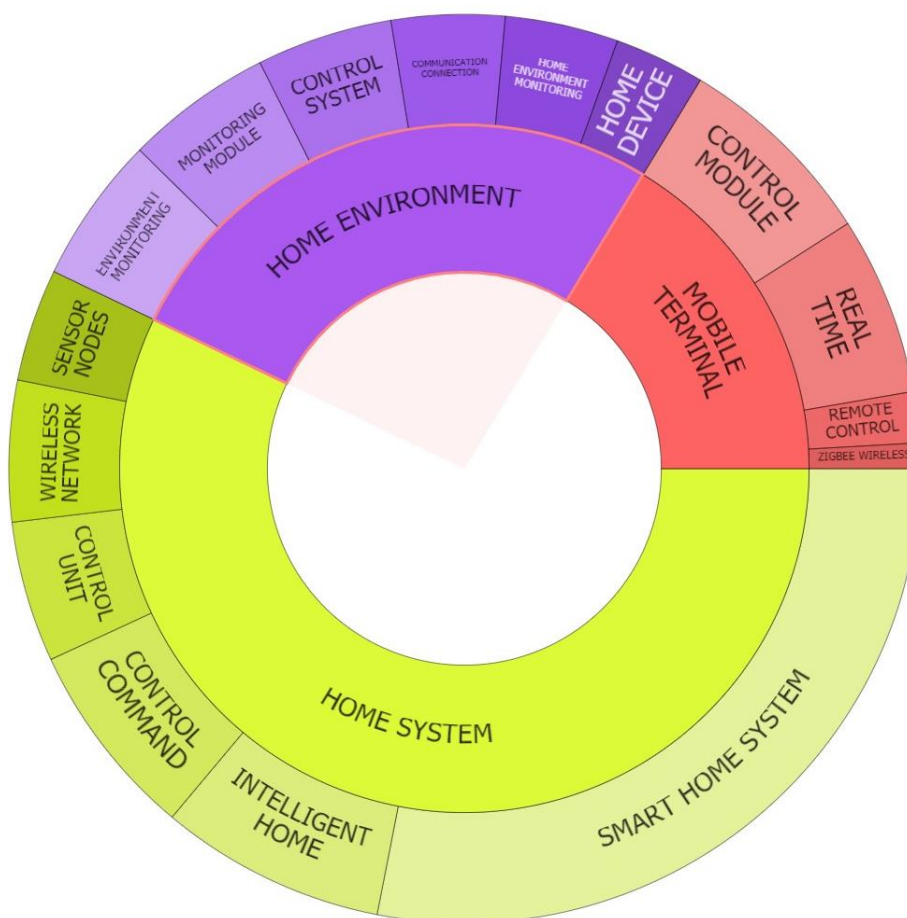 COMMUNICATION
CONNECTION
HOME
ENVIRONMENT
MONITORING
HOME
DEVICE
CONTROL
SYSTEM
MONITORING
MODULE
ENVIRONMENT
MONITORING
HOME ENVIRONMENT
CONTROL
MODULE
REAL
TIME
REMOTE
CONTROL
ZIGBEE WIRELESS
MOBILE
TERMINAL
SENSOR
NODES
WIRELESS
NETWORK
CONTROL
UNIT
CONTROL
COMMAND
INTELLIGENT
HOME
SMART HOME SYSTEM
HOME SYSTEM